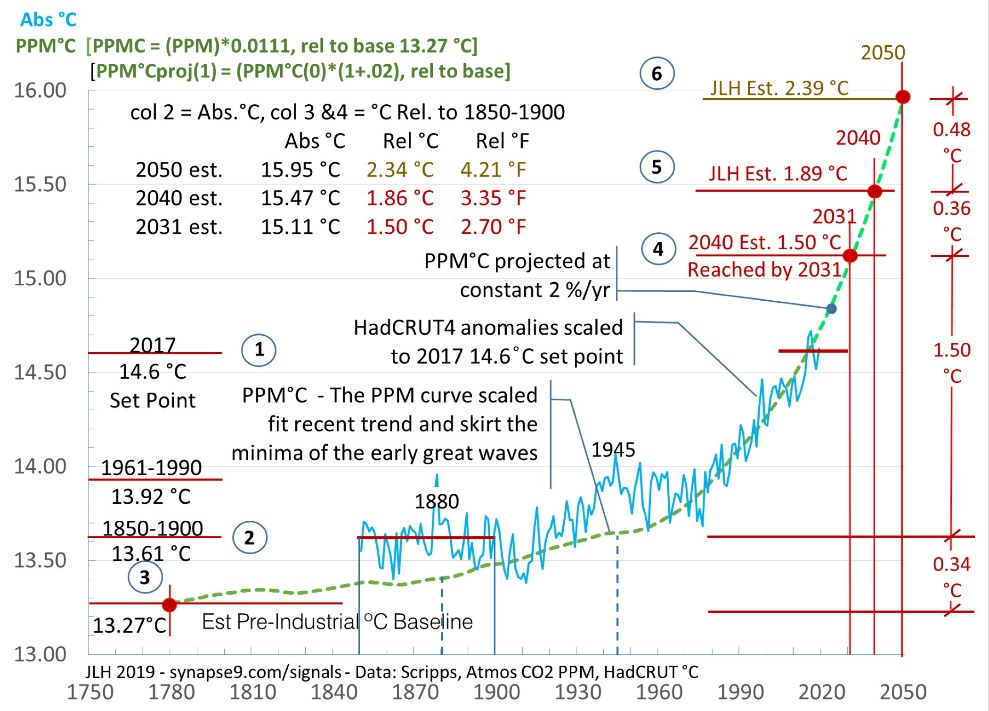 Abs °C
PPM°C [PPMC = (PPM)*0.0111, rel to base 13.27 °C]
[PPM°Cproj(1) = (PPM°C(0)*(1+.02), rel to base]
col 2 = Abs.°C, col 3 &4 = °C Rel. to 1850-1900
Abs °C Rel °C Rel °F
2050 est. 15.95 °C 2.34 °C 4.21 °F
2040 est. 15.47 °C 1.86 °C 3.35 °F
2031 est. 15.11 °C 1.50 °C 2.70 °F
16.00
15.50
15.00
14.50
14.00
13.50
13.00
2050
6
JLH Est. 2.39 °C
0.48
°C
2040
5
JLH Est. 1.89 °C
0.36
°C
2031
4
2040 Est. 1.50 °C
Reached by 2031
PPM°C projected at
constant 2 %/yr
HadCRUT4 anomalies scaled
to 2017 14.6°C set point
PPM°C - The PPM curve scaled
fit recent trend and skirt the
minima of the early great waves
2017
1
14.6 °C
Set Point
1.50
°C
1945
1961-1990
13.92 °C
1880
1850-1900
2
13.61 °C
3
0.34
°C
13.27°C
Est Pre-Industrial ºC Baseline
JLH 2019 - synapse9.com/signals - Data: Scripps, Atmos CO2 PPM, HadCRUT °C
1750 1780 1810 1840 1870 1900 1930 1960 1990 2020 2050